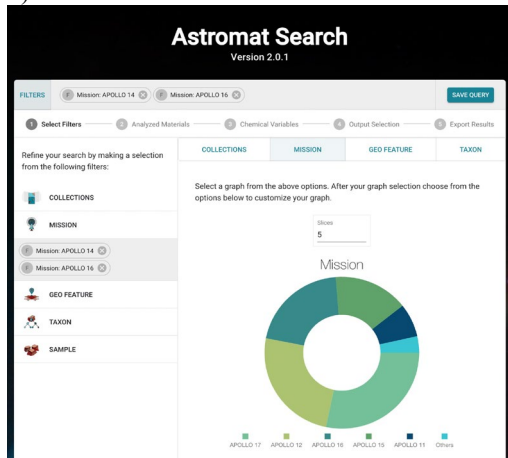 Astromat Search
Version 2.0.1
FILTERS F Mission: APOLLO 14 F Mission: APOLLO 16 SAVE QUERY
1 Select Filters 2 Analyzed Materials 3 Chemical Variables 4 Output Selection 5 Export Results
Refine your search by making a selection
from the following filters:
COLLECTIONS
MISSION
F Mission: APOLLO 14
F Mission: APOLLO 16
GEO FEATURE
TAXON
SAMPLE
COLLECTIONS MISSION GEO FEATURE TAXON
Select a graph from the above options. After your graph selection choose from the
options below to customize your graph.
Slices
5
Mission
APOLLO 17 APOLLO 12 APOLLO 16 APOLLO 15 APOLLO 11 Others